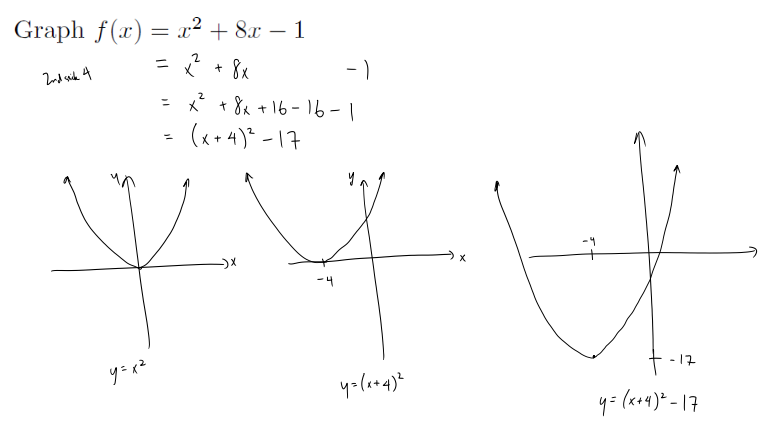 Graph f(x) = x² + 8x − 1
= x² + 8x − 1
= x² + 8x + 16 − 16 − 1
= (x + 4)² − 17
y
x
y = x²
y
x
−4
y = (x+4)²
−4
−17
y = (x+4)² − 17